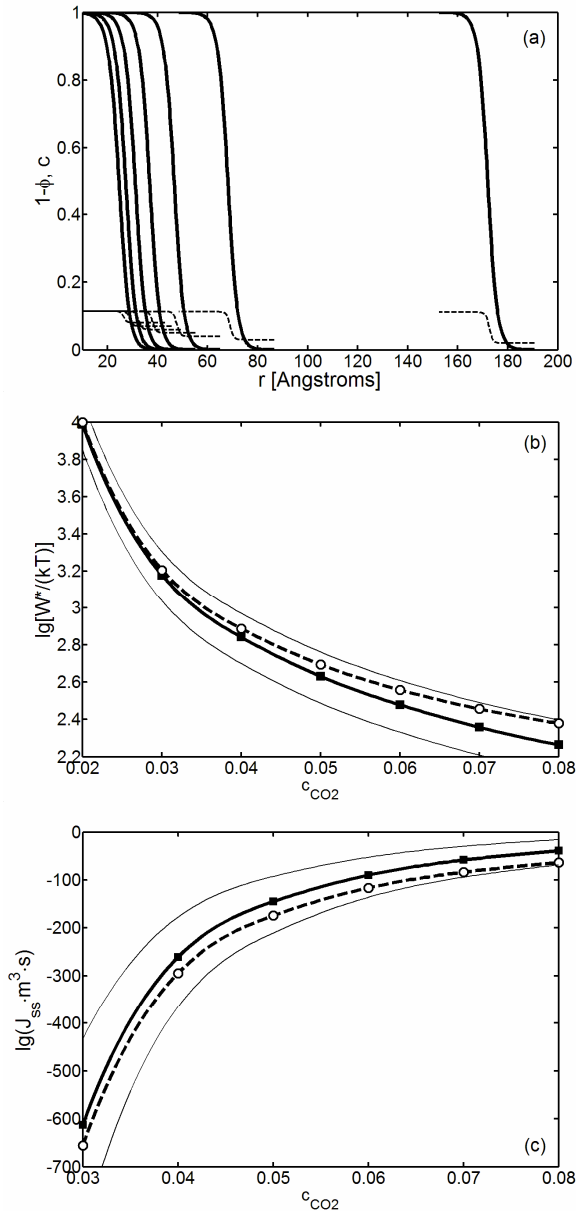 (a)
1
0.8
0.6
0.4
0.2
0
1-ϕ, c
20 40 60 80 100 120 140 160 180 200
r [Angstroms]
(b)
4
3.8
3.6
3.4
3.2
3
2.8
2.6
2.4
2.2
lg[W*/(kT)]
0.02 0.03 0.04 0.05 0.06 0.07 0.08
cCO2
0
-100
-200
-300
-400
-500
-600
-700
lg(Jss·m³·s)
(c)
0.03 0.04 0.05 0.06 0.07 0.08
cCO2